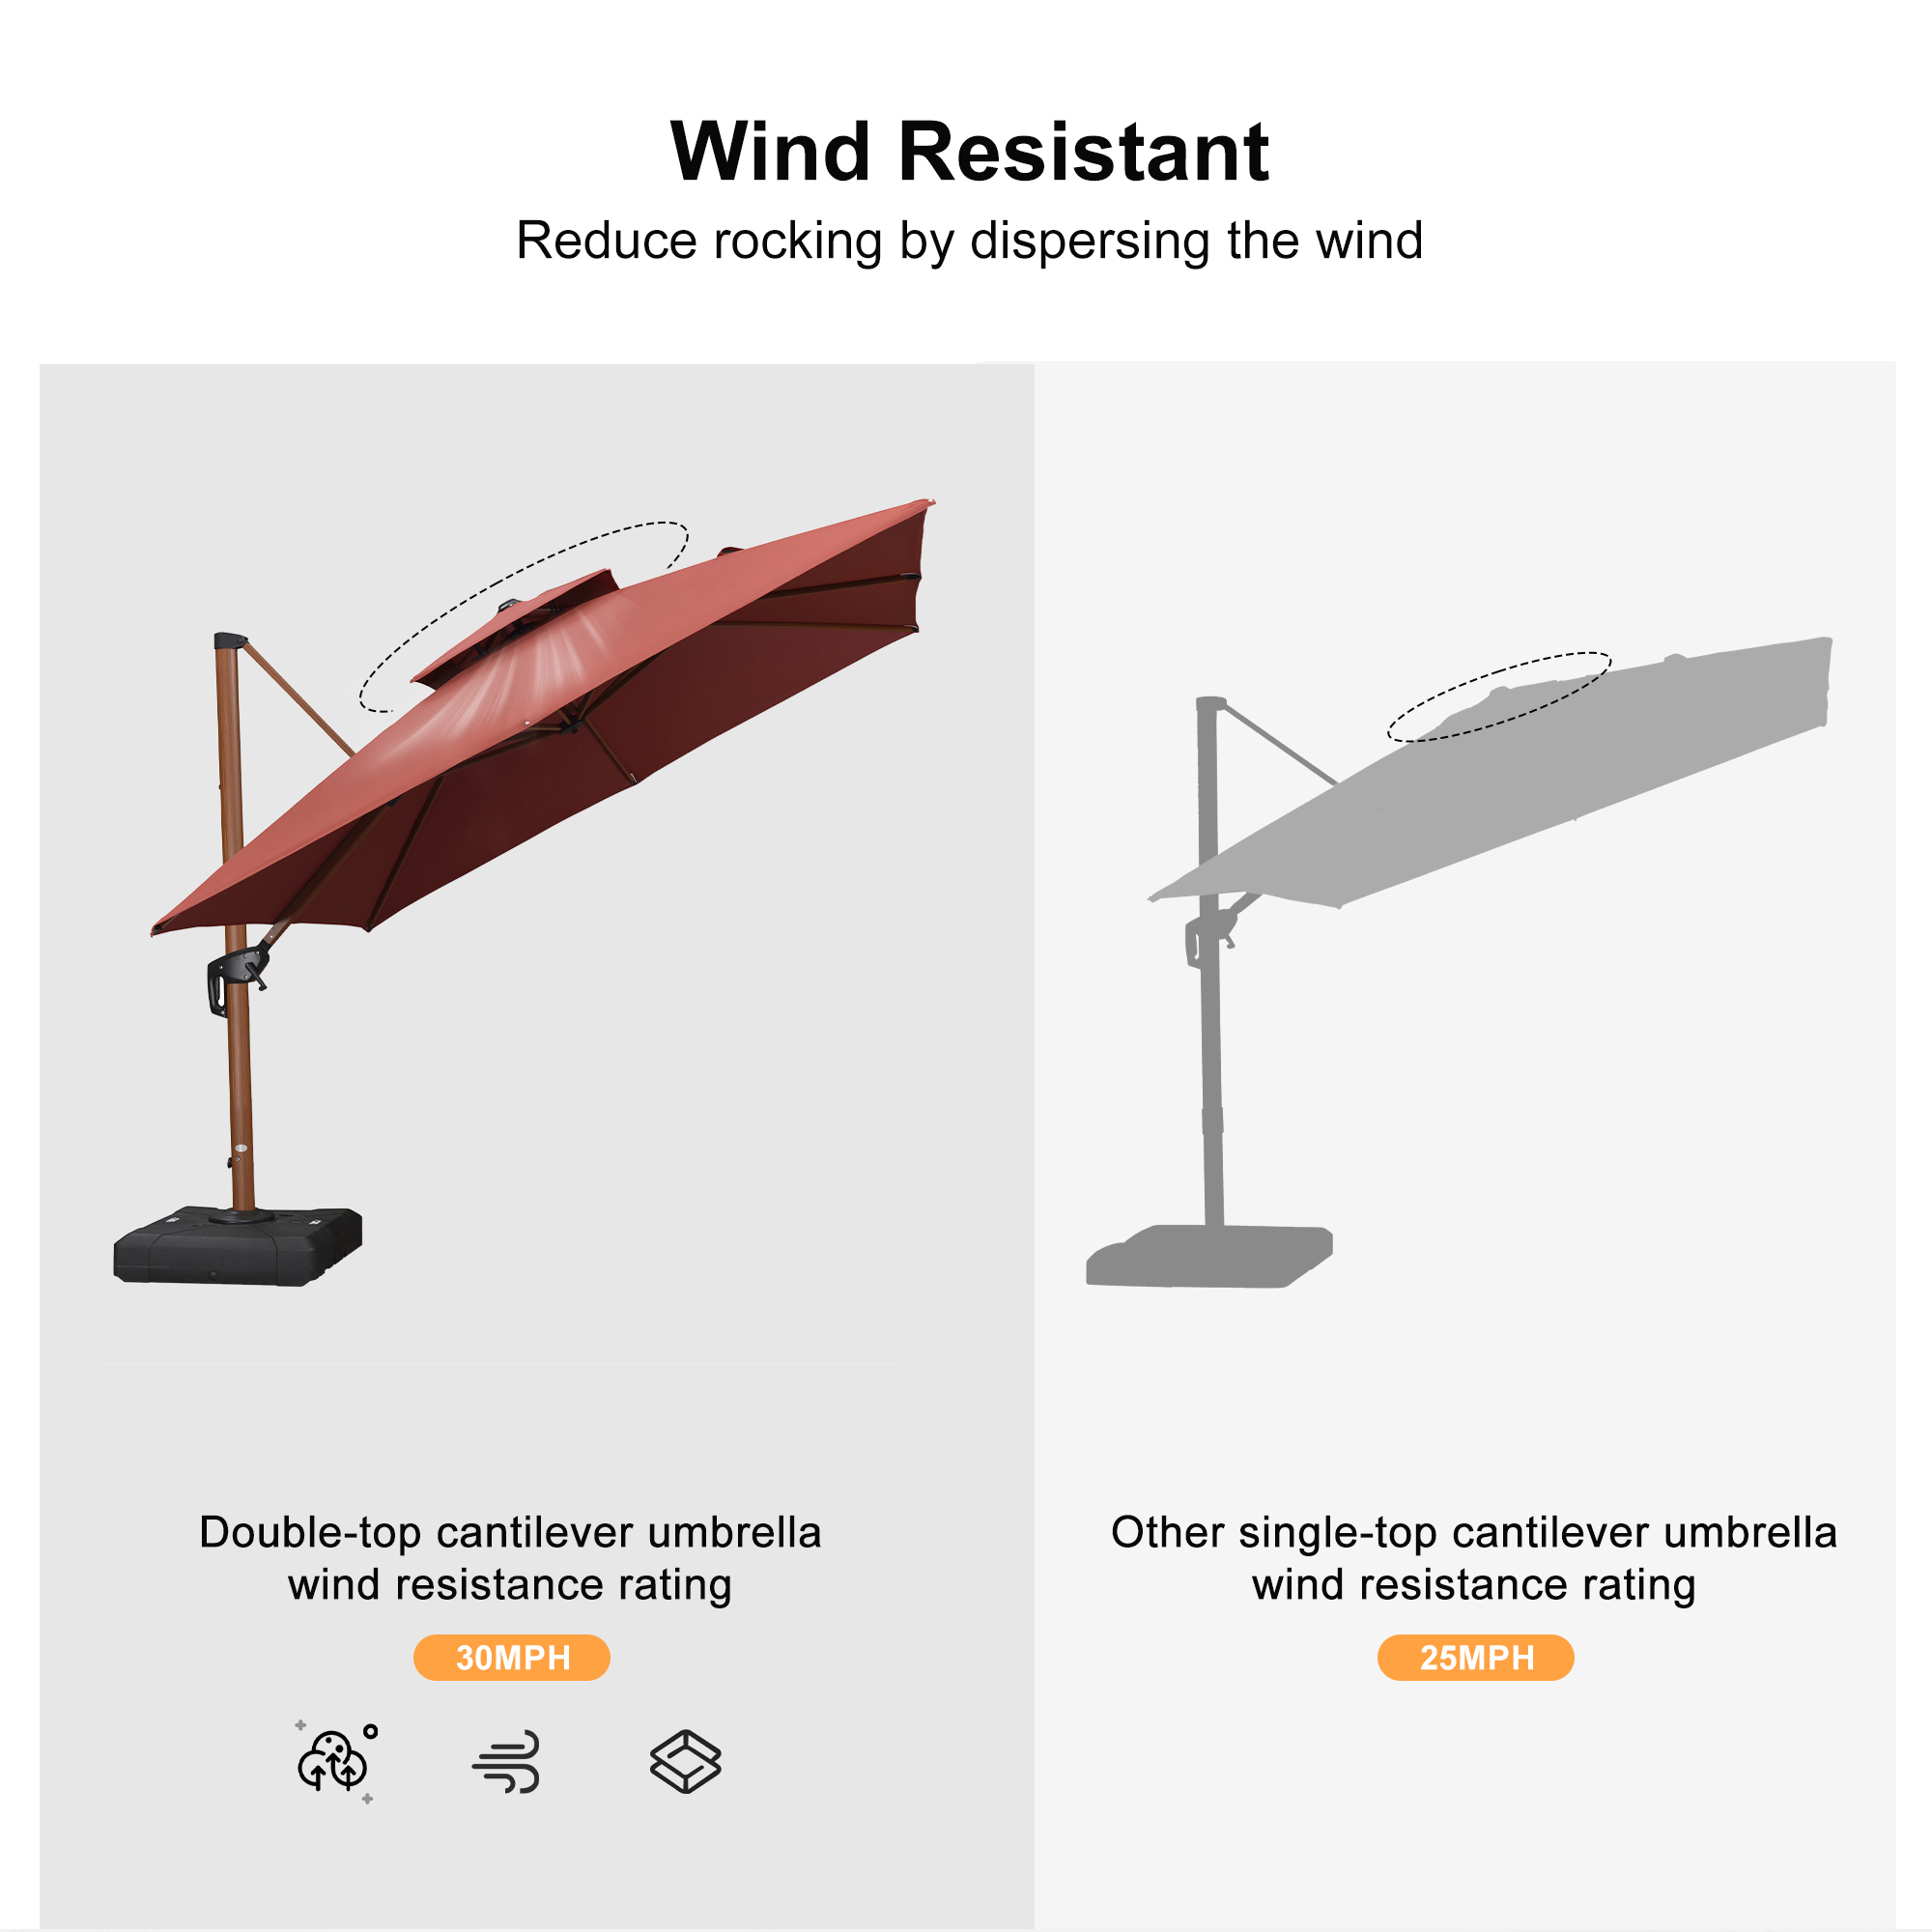 Wind Resistant
Reduce rocking by dispersing the wind
Double-top cantilever umbrella
wind resistance rating
30MPH
Other single-top cantilever umbrella
wind resistance rating
25MPH